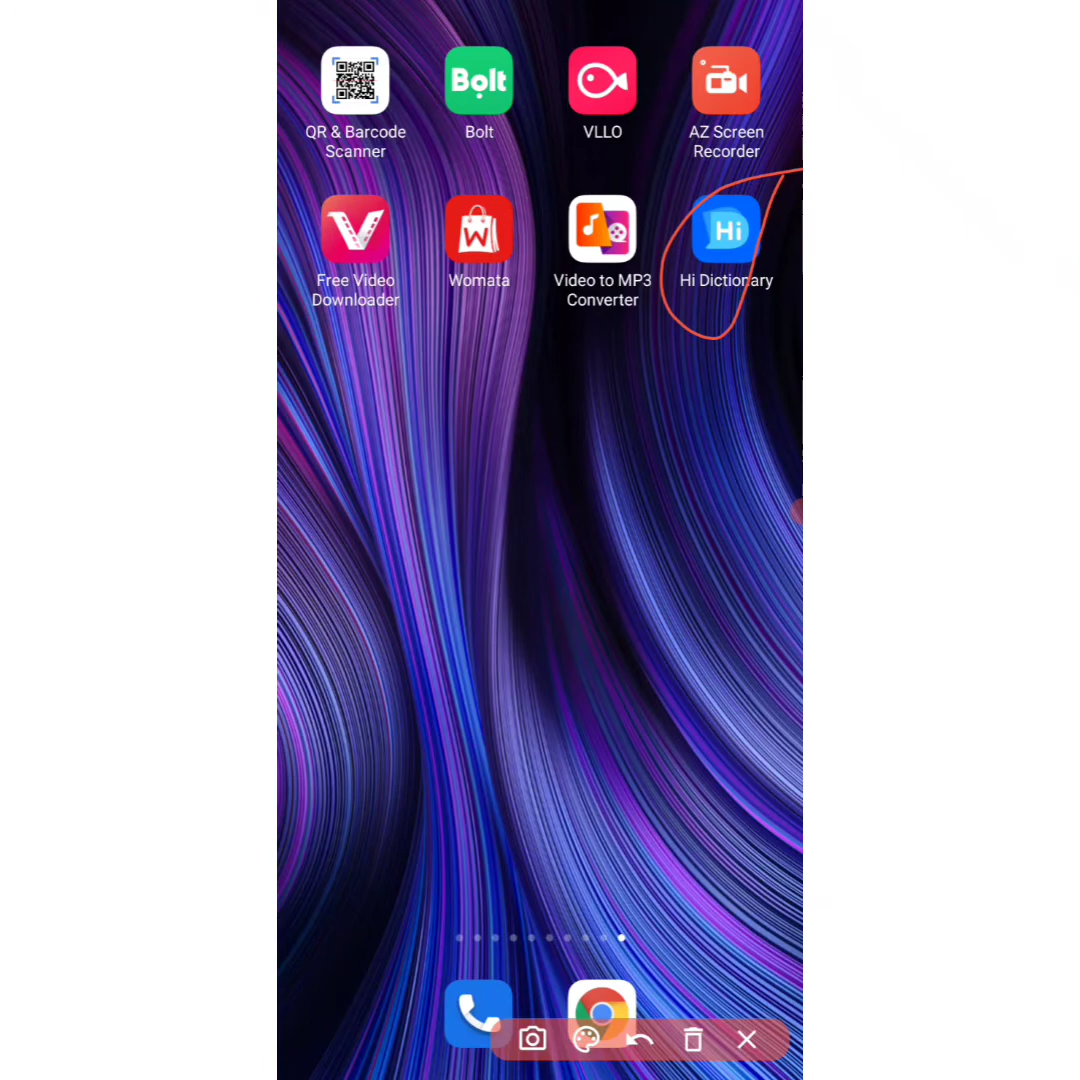 Bolt
QR & Barcode
Scanner
Bolt
VLLO
AZ Screen
Recorder
W
Hi
Free Video
Downloader
Womata
Video to MP3
Converter
Hi Dictionary